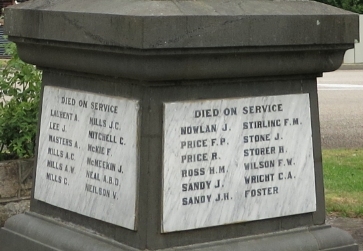 DIED ON SERVICE
LAUBERT A. MILLS J.C.
LEE J. MITCHELL C.
MASTERS A. McKIE F.
MILLS A.C. McMEEKIN J.
MILLS A.W. NEAL A.B.D.
MILLS C. NEILSON V.
DIED ON SERVICE
NOWLAN J. STIRLING F.M.
PRICE F.P. STONE J.
PRICE R. STORER H.
ROSS H.M. WILSON F.W.
SANDY J. WRIGHT C.A.
SANDY J.H. FOSTER